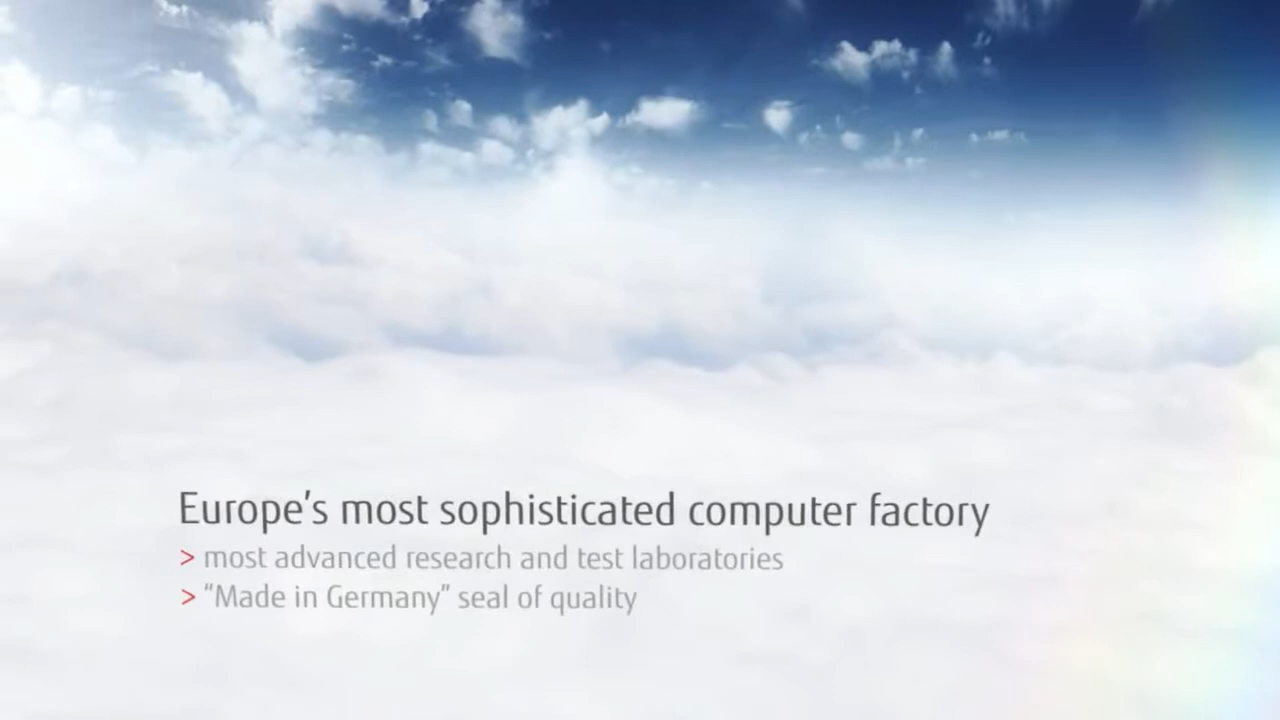 Europe's most sophisticated computer factory
> most advanced research and test laboratories
> “Made in Germany” seal of quality